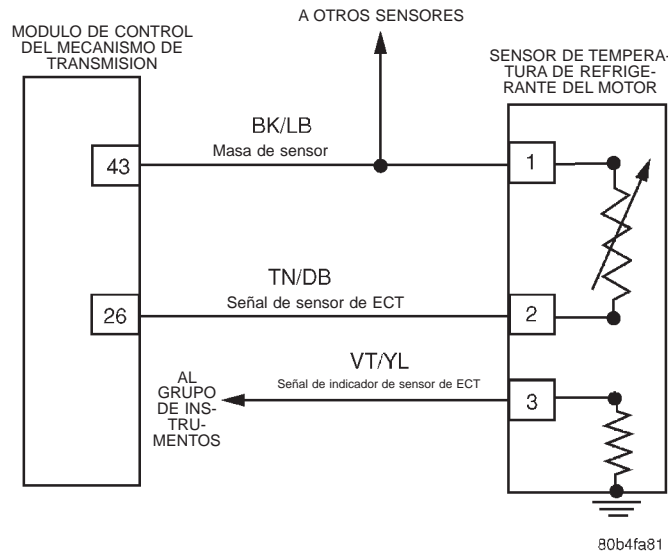 A OTROS SENSORES
MODULO DE CONTROL
DEL MECANISMO DE
TRANSMISION
SENSOR DE TEMPERA-
TURA DE REFRIGE-
RANTE DEL MOTOR
BK/LB
Masa de sensor
43
1
TN/DB
Señal de sensor de ECT
26
2
VT/YL
Señal de indicador de sensor de ECT
AL
GRUPO
DE INS-
TRU-
MENTOS
3
80b4fa81